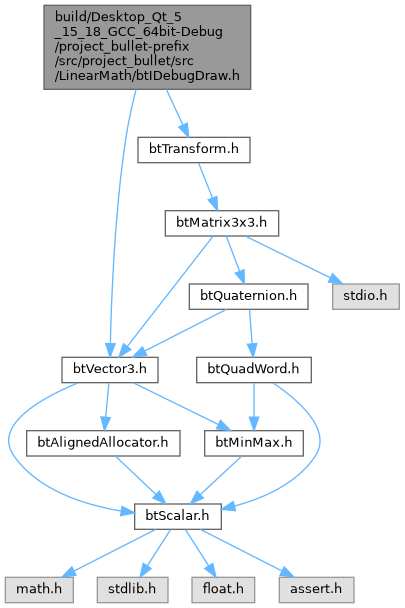 build/Desktop_Qt_5
_15_18_GCC_64bit-Debug
/project_bullet-prefix
/src/project_bullet/src
/LinearMath/btIDebugDraw.h
btTransform.h
btMatrix3x3.h
btQuaternion.h
stdio.h
btVector3.h
btQuadWord.h
btAlignedAllocator.h
btMinMax.h
btScalar.h
math.h
stdlib.h
float.h
assert.h